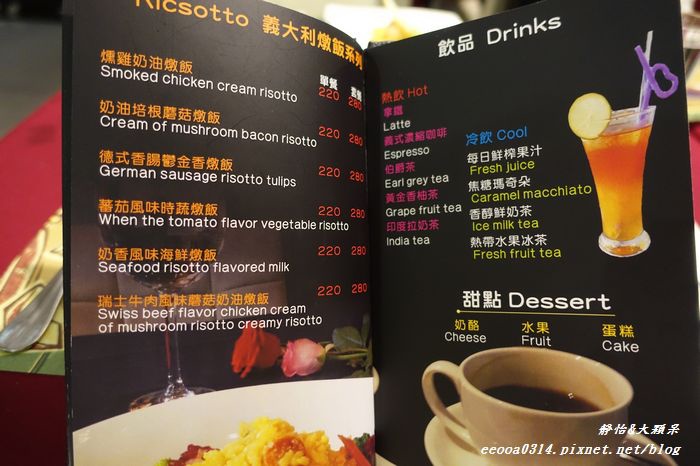 Ricsotto 義大利燉飯系列
單餐 套餐
燻雞奶油燉飯
Smoked chicken cream risotto
220 280
奶油培根蘑菇燉飯
Cream of mushroom bacon risotto
220 280
德式香腸鬱金香燉飯
German sausage risotto tulips
220 280
蕃茄風味時蔬燉飯
When the tomato flavor vegetable risotto
220 280
奶香風味海鮮燉飯
Seafood risotto flavored milk
220 280
瑞士牛肉風味蘑菇奶油燉飯
Swiss beef flavor chicken cream
of mushroom risotto creamy risotto
220 280
飲品 Drinks
熱飲 Hot
拿鐵
Latte
義式濃縮咖啡
Espresso
伯爵茶
Earl grey tea
黃金香柚茶
Grape fruit tea
印度拉奶茶
India tea
冷飲 Cool
每日鮮榨果汁
Fresh juice
焦糖瑪奇朵
Caramel macchiato
香醇鮮奶茶
Ice milk tea
熱帶水果冰茶
Fresh fruit tea
甜點 Dessert
奶酪 水果 蛋糕
Cheese Fruit Cake
靜怡&大顆呆
eeooa0314.pixnet.net/blog